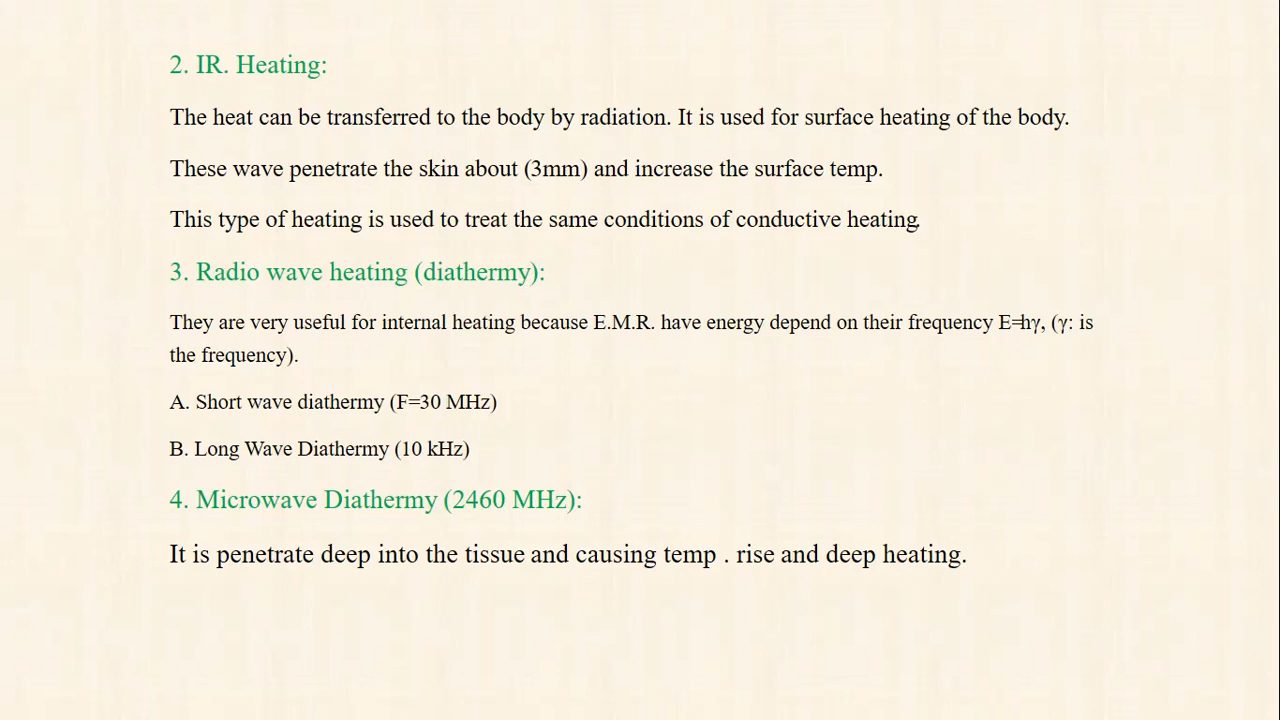 2. IR. Heating:
The heat can be transferred to the body by radiation. It is used for surface heating of the body.
These wave penetrate the skin about (3mm) and increase the surface temp.
This type of heating is used to treat the same conditions of conductive heating.
3. Radio wave heating (diathermy):
They are very useful for internal heating because E.M.R. have energy depend on their frequency E=hγ, (γ: is
the frequency).
A. Short wave diathermy (F=30 MHz)
B. Long Wave Diathermy (10 kHz)
4. Microwave Diathermy (2460 MHz):
It is penetrate deep into the tissue and causing temp . rise and deep heating.